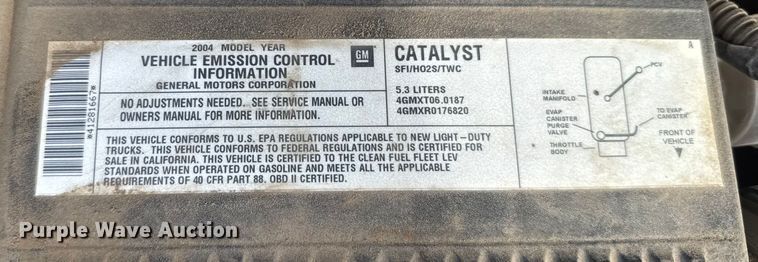 2004 MODEL YEAR
VEHICLE EMISSION CONTROL
INFORMATION
GENERAL MOTORS CORPORATION
GM
CATALYST
SFI/HO2S/TWC
5.3 LITERS
4GMXT06.0187
4GMXR0176820
NO ADJUSTMENTS NEEDED. SEE SERVICE MANUAL OR
OWNERS MANUAL FOR MORE INFORMATION.
THIS VEHICLE CONFORMS TO U.S. EPA REGULATIONS APPLICABLE TO NEW LIGHT-DUTY
TRUCKS. THIS VEHICLE CONFORMS TO FEDERAL REGULATIONS AND IS CERTIFIED FOR
SALE IN CALIFORNIA. THIS VEHICLE IS CERTIFIED TO THE CLEAN FUEL FLEET LEV
STANDARDS WHEN OPERATED ON GASOLINE AND MEETS ALL THE APPLICABLE
REQUIREMENTS OF 40 CFR PART 88. OBD II CERTIFIED.
*41281667*
A
PCV
INTAKE
MANIFOLD
EVAP
CANISTER
PURGE
VALVE
TO EVAP
CANISTER
THROTTLE
BODY
FRONT OF
VEHICLE
Purple Wave Auction